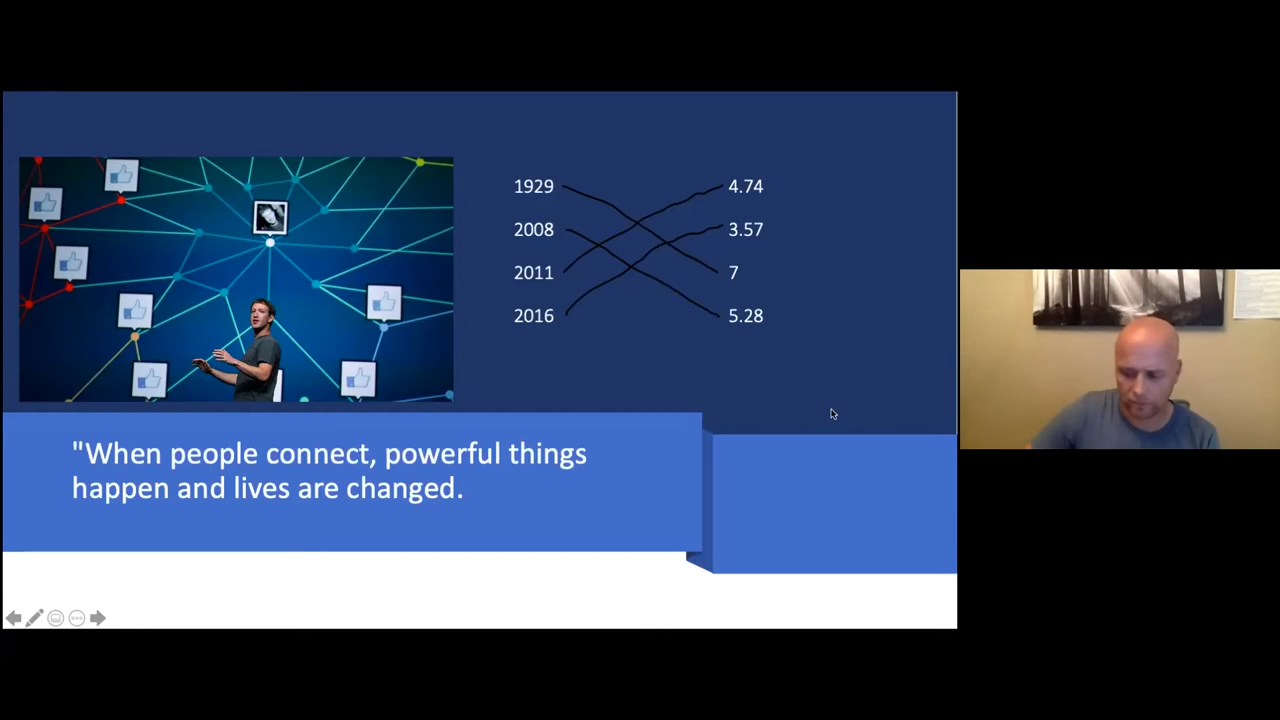 1929 4.74
2008 3.57
2011 7
2016 5.28
"When people connect, powerful things
happen and lives are changed.